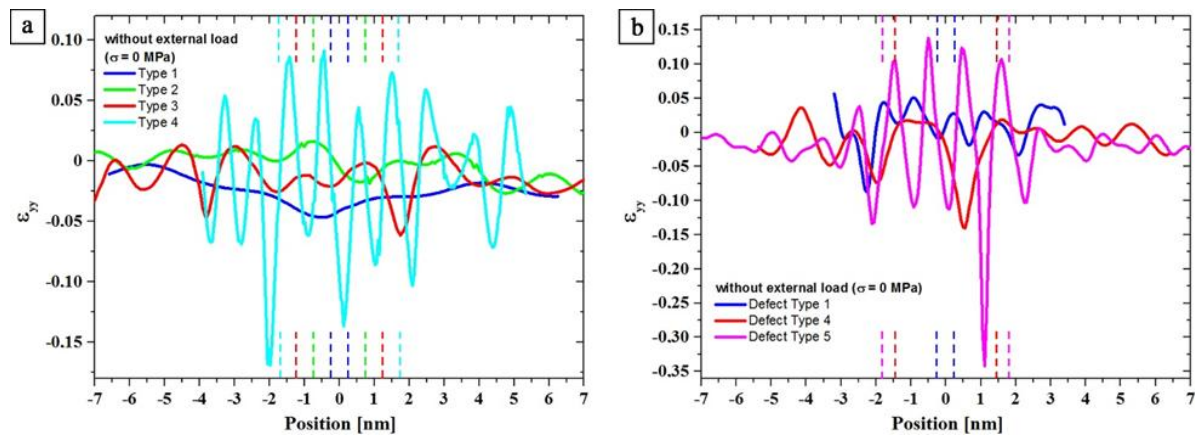 a
without external load
(σ = 0 MPa)
Type 1
Type 2
Type 3
Type 4
0.10
0.05
0
-0.05
-0.10
-0.15
εyy
-7 -6 -5 -4 -3 -2 -1 0 1 2 3 4 5 6 7
Position [nm]
b
0.15
0.10
0.05
0
-0.05
-0.10
-0.15
-0.20
-0.25
-0.30
-0.35
εyy
without external load (σ = 0 MPa)
Defect Type 1
Defect Type 4
Defect Type 5
-7 -6 -5 -4 -3 -2 -1 0 1 2 3 4 5 6 7
Position [nm]